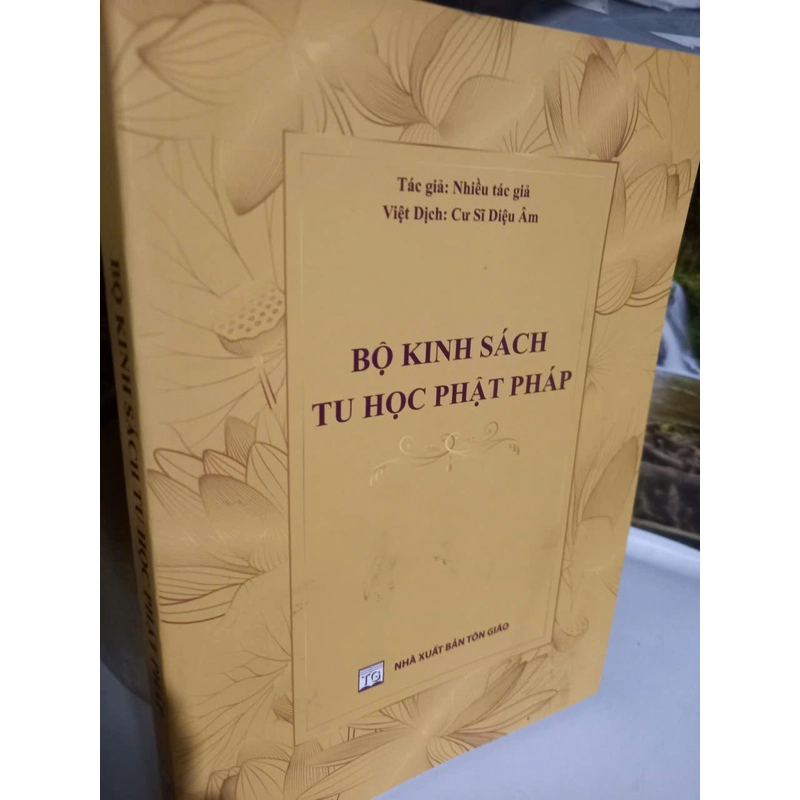 Tác giả: Nhiều tác giả
Việt Dịch: Cư Sĩ Diệu Âm
BỘ KINH SÁCH
TU HỌC PHẬT PHÁP
TG
NHÀ XUẤT BẢN TÔN GIÁO
BỘ KINH SÁCH TU HỌC PHẬT PHÁP